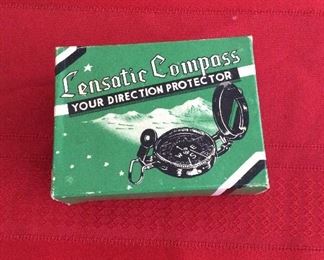 Lensatic Compass
YOUR DIRECTION PROTECTOR